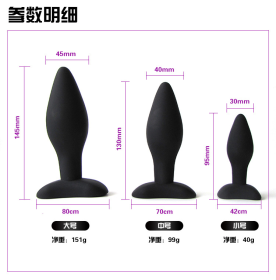 参数明细
45mm
40mm
30mm
145mm
130mm
95mm
80cm
70cm
42cm
大号
中号
小号
净重：151g
净重：99g
净重：40g